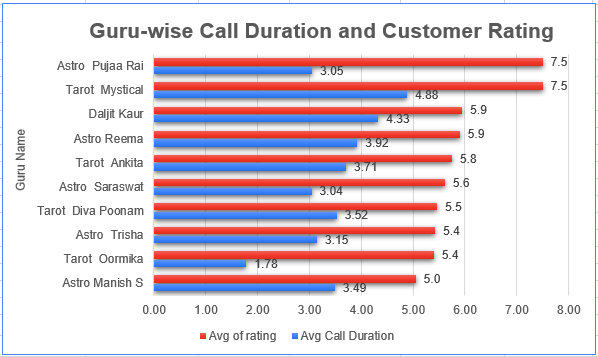 Guru-wise Call Duration and Customer Rating
Guru Name
Astro Pujaa Rai 7.5
3.05
Tarot Mystical 7.5
4.88
Daljit Kaur 5.9
4.33
Astro Reema 5.9
3.92
Tarot Ankita 5.8
3.71
Astro Saraswat 5.6
3.04
Tarot Diva Poonam 5.5
3.52
Astro Trisha 5.4
3.15
Tarot Oormika 5.4
1.78
Astro Manish S 5.0
3.49
0.00 1.00 2.00 3.00 4.00 5.00 6.00 7.00 8.00
Avg of rating Avg Call Duration